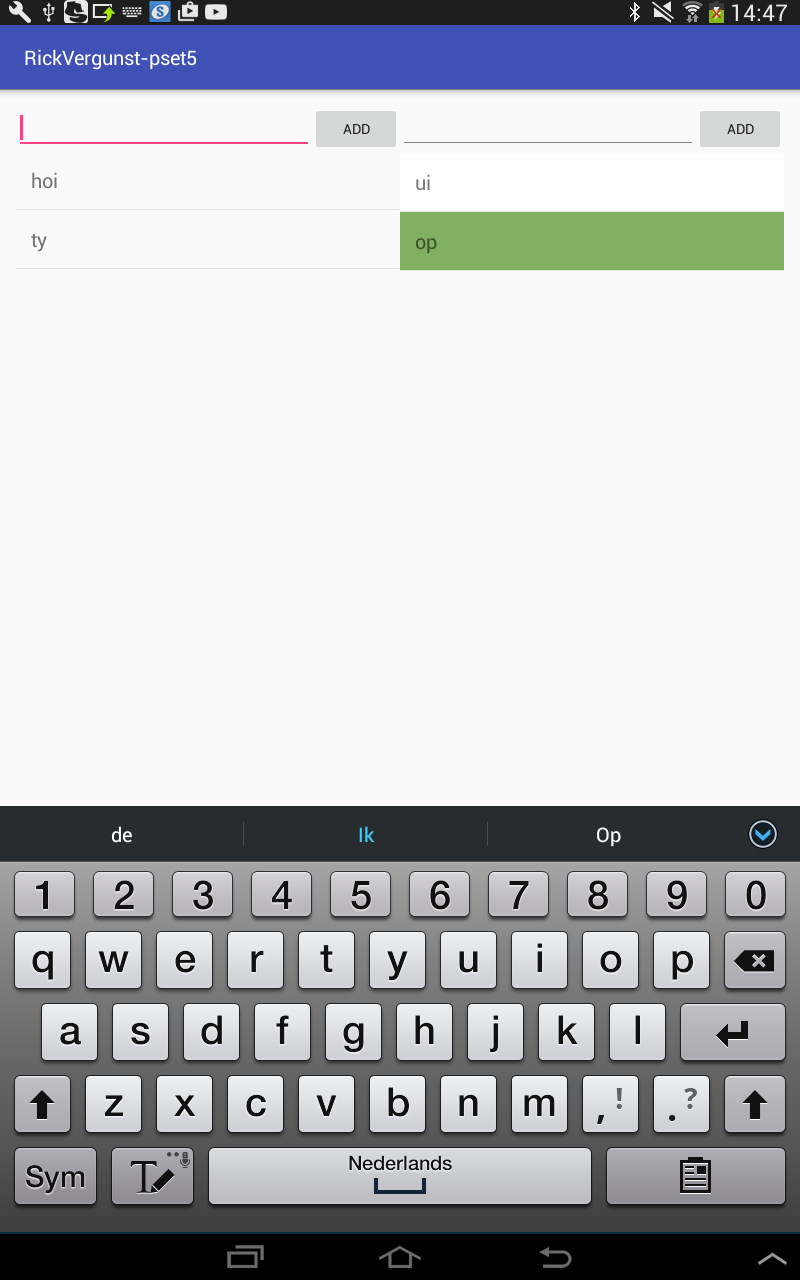 14:47
RickVergunst-pset5
ADD ADD
hoi ui
ty op
de Ik Op
1 2 3 4 5 6 7 8 9 0
q w e r t y u i o p
a s d f g h j k l
z x c v b n m , ! . ?
Sym T Nederlands